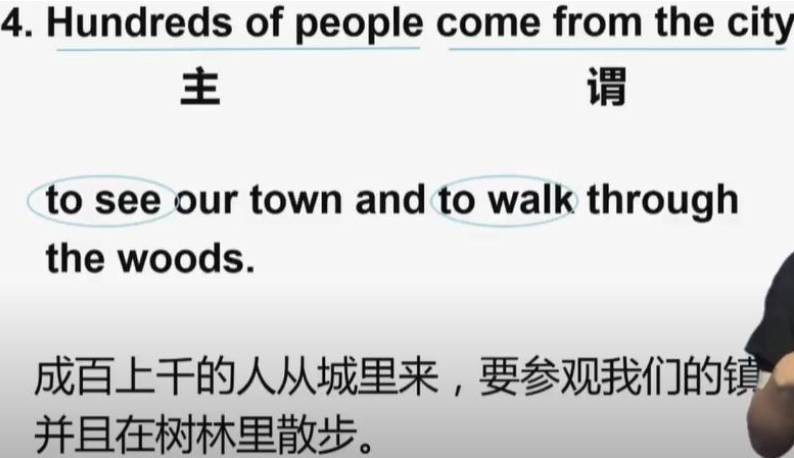 4. Hundreds of people come from the city
主 谓
to see our town and to walk through
the woods.
成百上千的人从城里来，要参观我们的镇
并且在树林里散步。